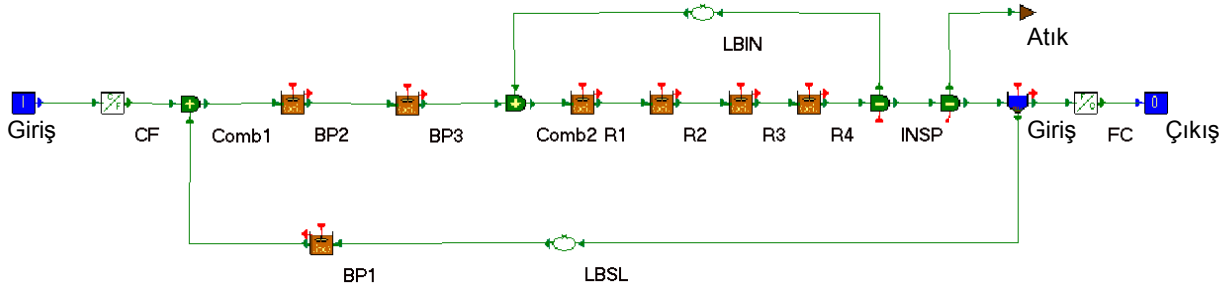 LBIN
Atık
Giriş
CF
Comb1
BP2
BP3
Comb2
R1
R2
R3
R4
INSP
Giriş
FC
Çıkış
BP1
LBSL